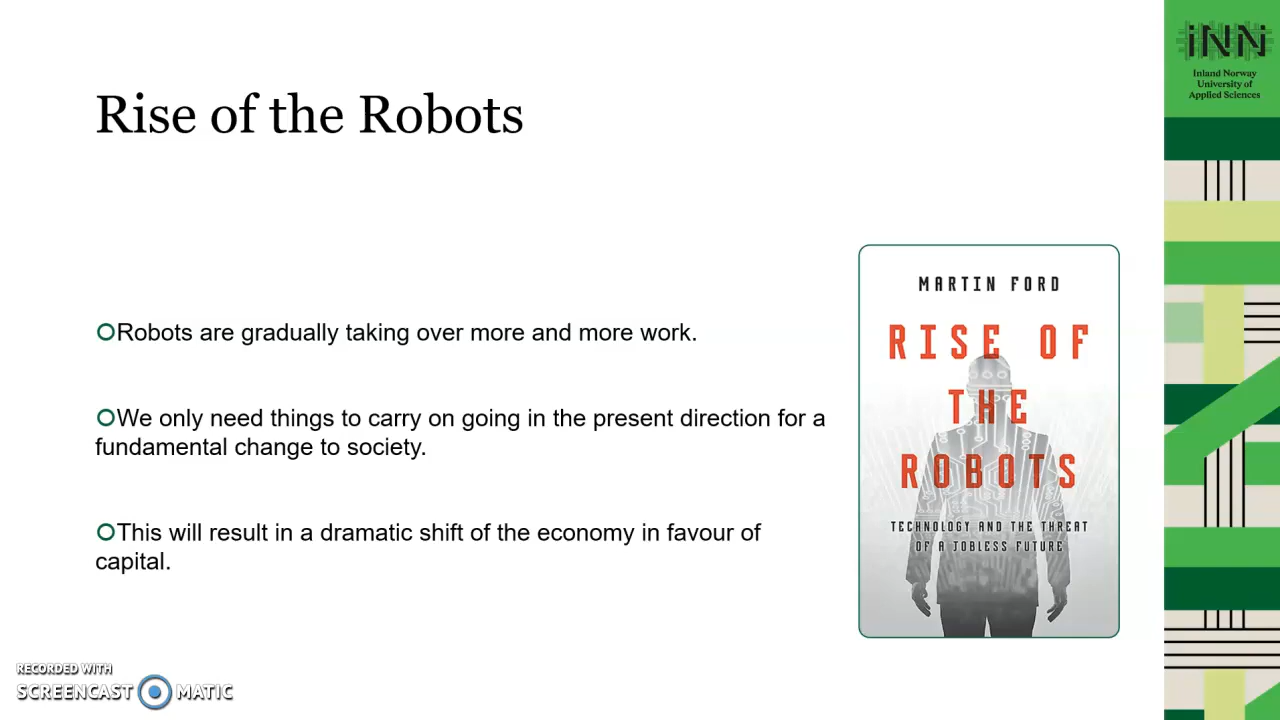 Rise of the Robots
Robots are gradually taking over more and more work.
We only need things to carry on going in the present direction for a
fundamental change to society.
This will result in a dramatic shift of the economy in favour of
capital.
MARTIN FORD
RISE OF
THE
ROBOTS
TECHNOLOGY AND THE THREAT
OF A JOBLESS FUTURE
iNN
Inland Norway
University of
Applied Sciences
RECORDED WITH
SCREENCAST MATIC